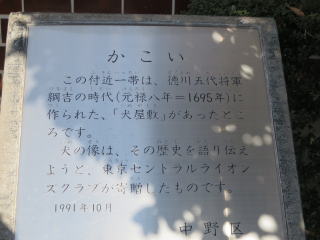 かこい
この付近一帯は、徳川五代将軍
綱吉の時代(元禄八年=1695年)に
作られた、「犬屋敷」があったとこ
ろです。
犬の像は、その歴史を語り伝え
ようと、東京セントラルライオン
スクラブが寄贈したものです。
1991年10月
中野区